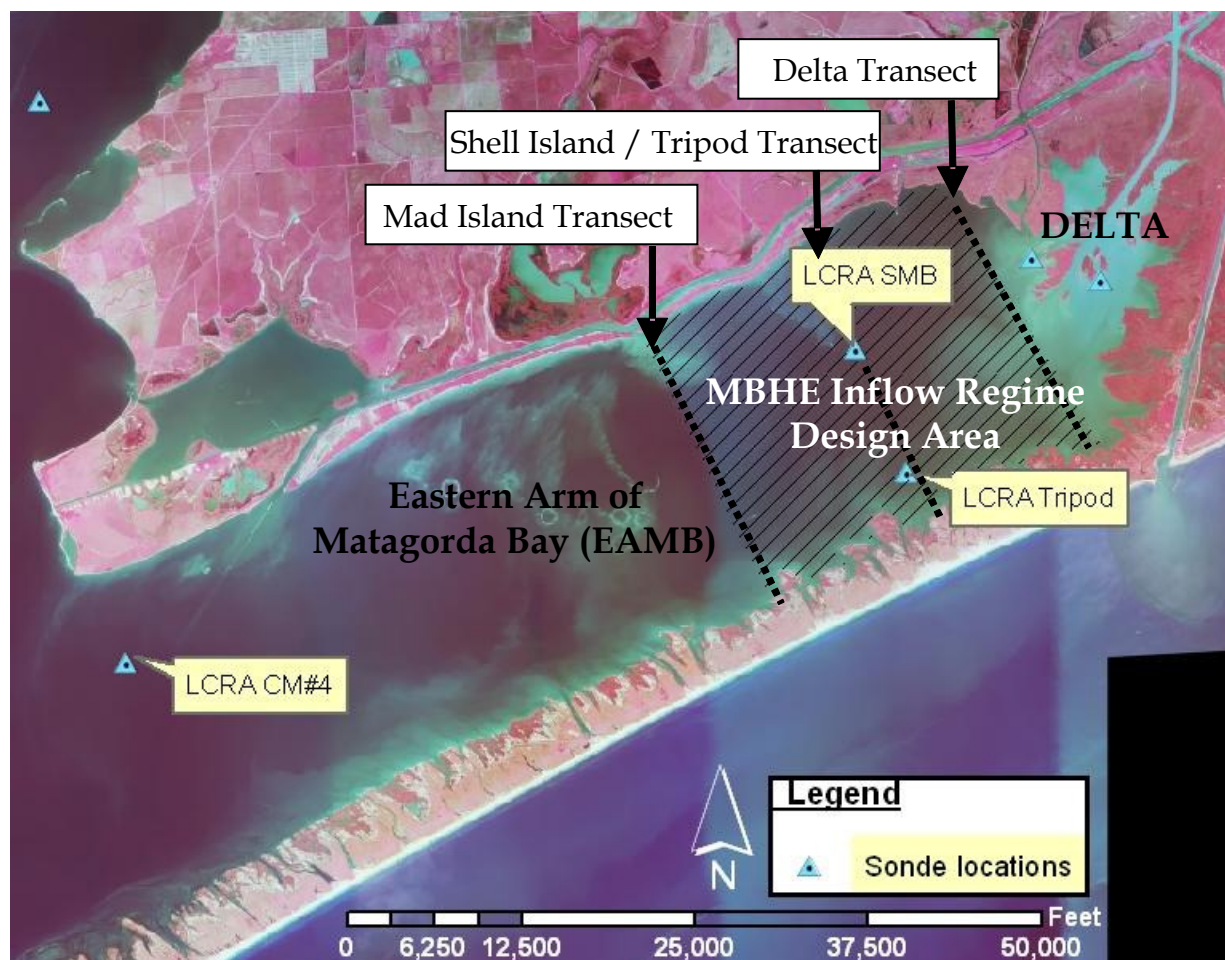 Delta Transect
Shell Island / Tripod Transect
Mad Island Transect
DELTA
LCRA SMB
MBHE Inflow Regime
Design Area
LCRA Tripod
Eastern Arm of
Matagorda Bay (EAMB)
LCRA CM#4
N
Legend
Sonde locations
Feet
0 6,250 12,500 25,000 37,500 50,000